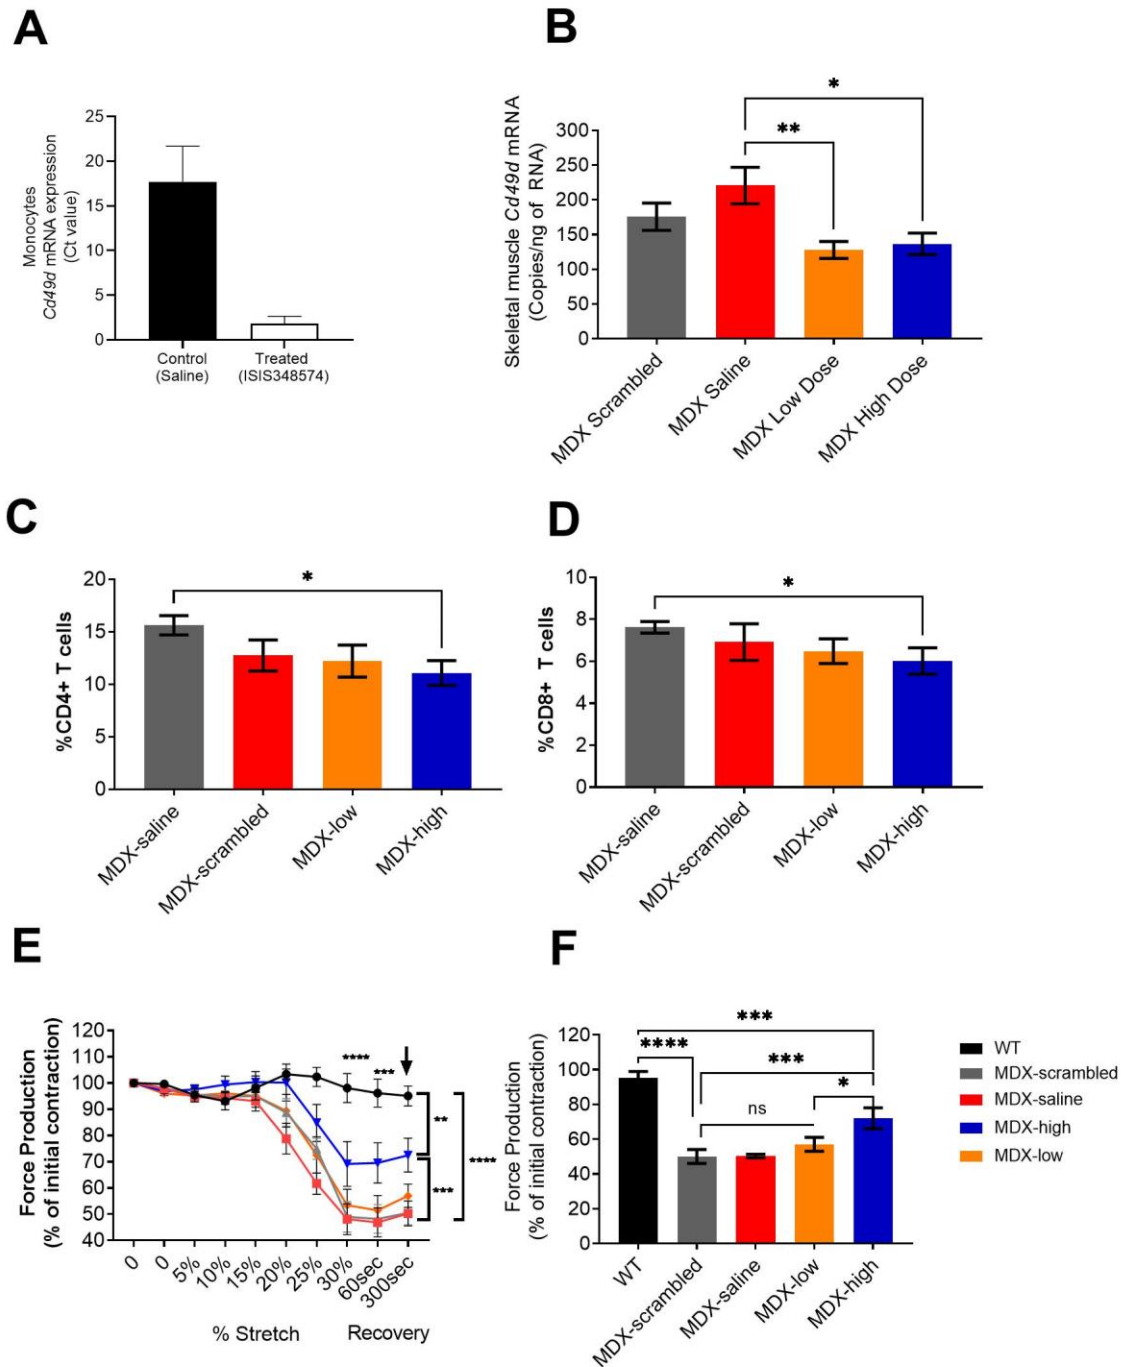 A
Monocytes
Cd49d mRNA expression
(Ct value)
25
20
15
10
5
0
Control
(Saline)
Treated
(ISIS348574)
B
Skeletal muscle Cd49d mRNA
(Copies/ng of RNA)
300
250
200
150
100
50
0
*
**
MDX Scrambled
MDX Saline
MDX Low Dose
MDX High Dose
C
%CD4+ T cells
20
15
10
5
0
*
MDX-saline
MDX-scrambled
MDX-low
MDX-high
D
%CD8+ T cells
10
8
6
4
2
0
*
MDX-saline
MDX-scrambled
MDX-low
MDX-high
E
Force Production
(% of initial contraction)
120
110
100
90
80
70
60
50
40
****
***
**
***
****
0
0
5%
10%
15%
20%
25%
30%
60sec
300sec
% Stretch
Recovery
F
Force Production
(% of initial contraction)
120
100
80
60
40
20
0
***
****
***
*
ns
WT
MDX-scrambled
MDX-saline
MDX-low
MDX-high
WT
MDX-scrambled
MDX-saline
MDX-high
MDX-low